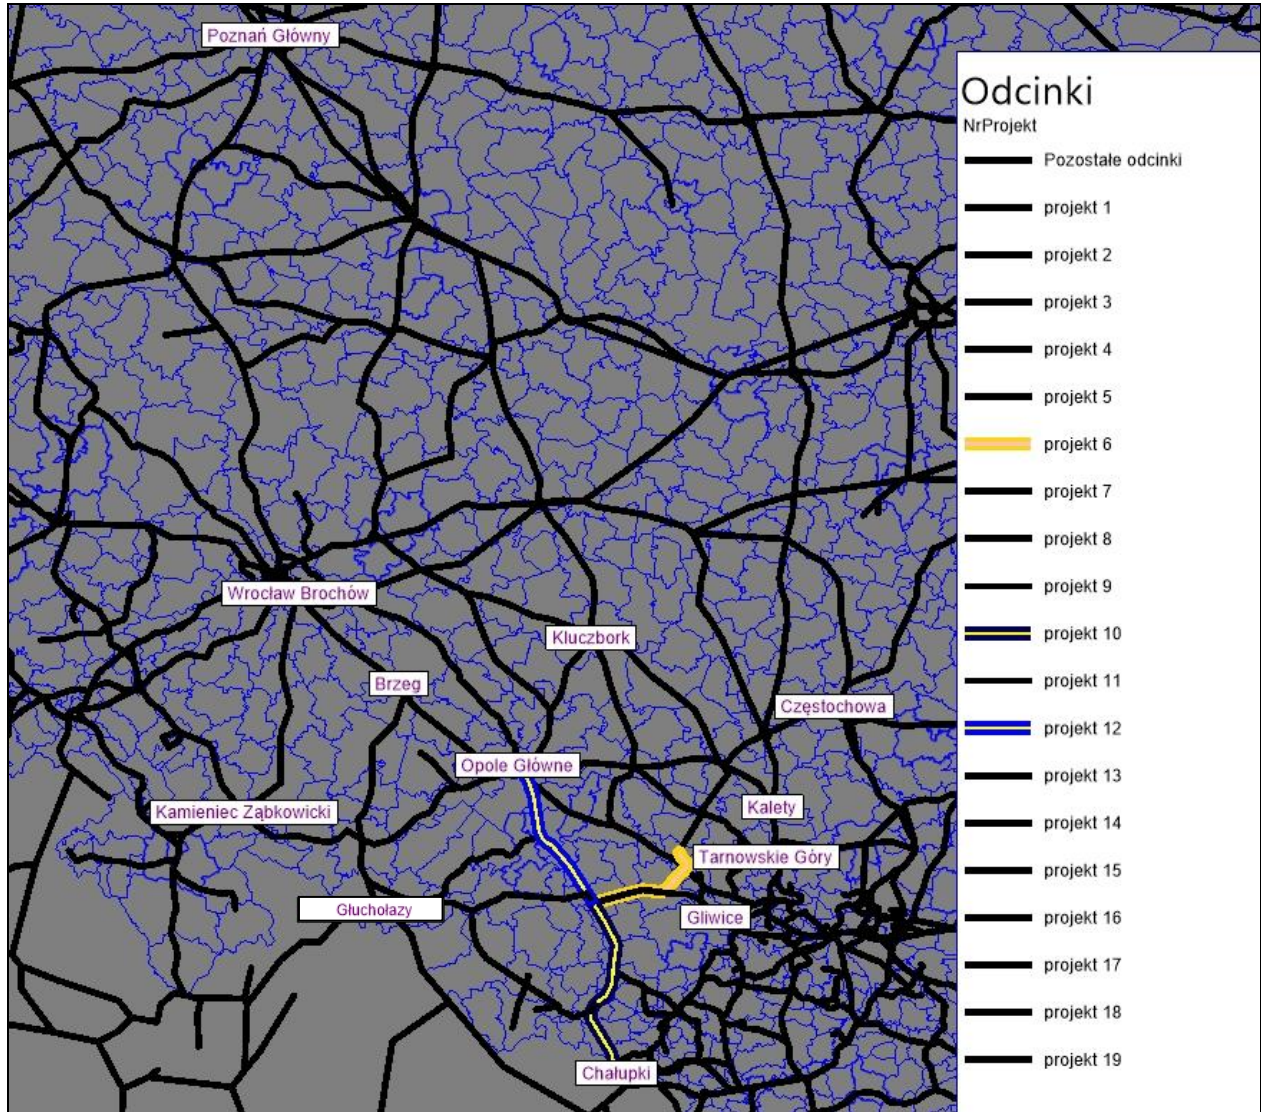 Poznań Główny
Wrocław Brochów
Kluczbork
Brzeg
Częstochowa
Opole Główne
Kamieniec Ząbkowicki
Kalety
Tarnowskie Góry
Głuchołazy
Gliwice
Chałupki
Odcinki
NrProjekt
Pozostałe odcinki
projekt 1
projekt 2
projekt 3
projekt 4
projekt 5
projekt 6
projekt 7
projekt 8
projekt 9
projekt 10
projekt 11
projekt 12
projekt 13
projekt 14
projekt 15
projekt 16
projekt 17
projekt 18
projekt 19